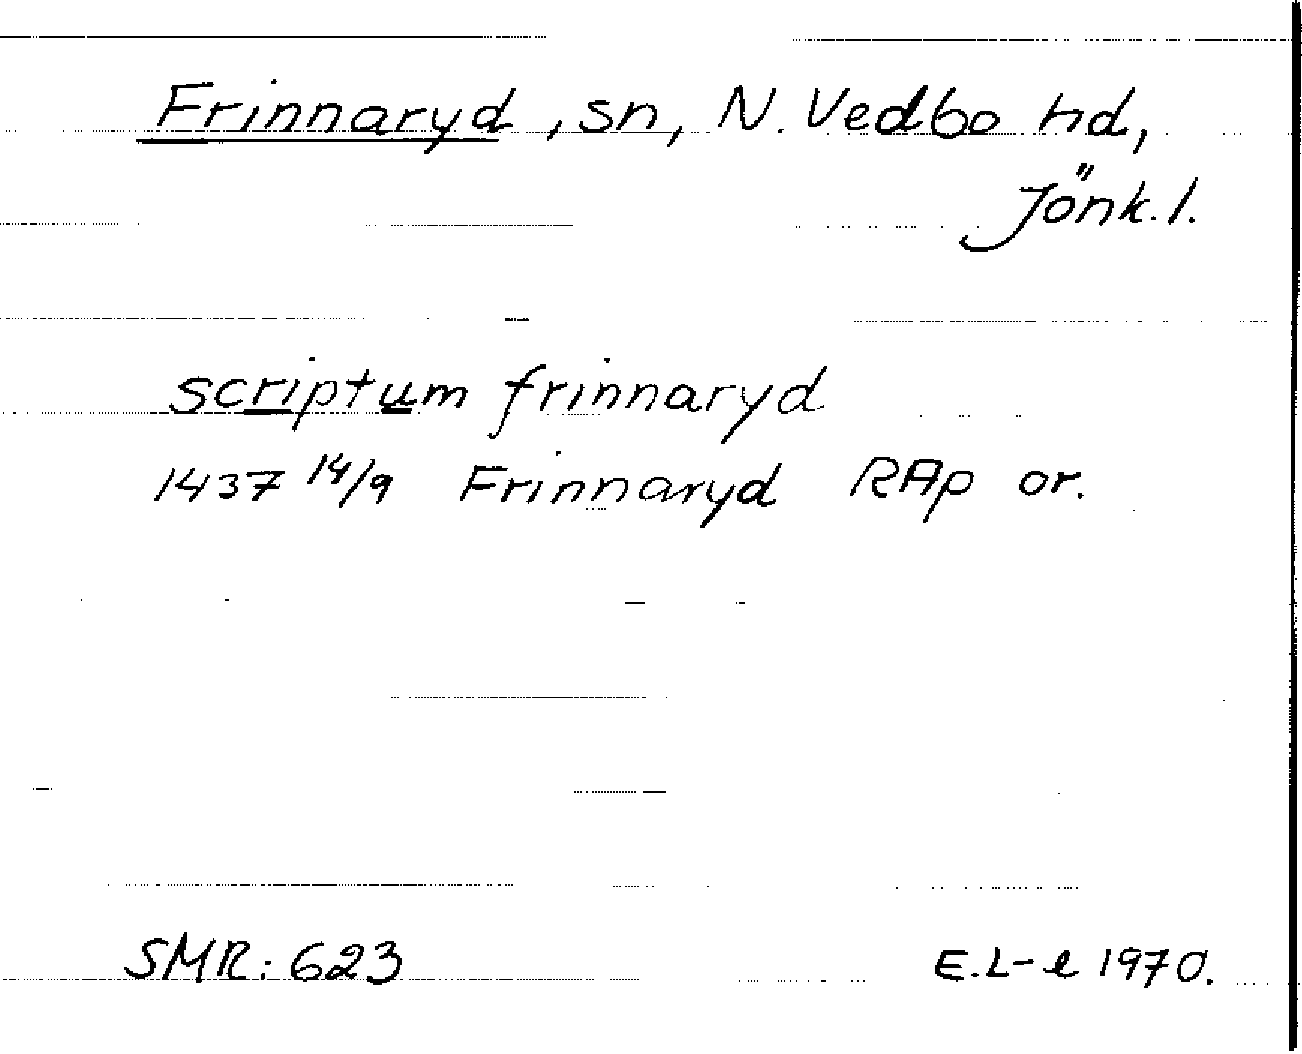 Frinnaryd, sn, N. Vedbo hd,
Jönk. l.
scriptum frinnaryd
1437 14/9 Frinnaryd RAp or.
SMR: 623
E. L-l 1970.